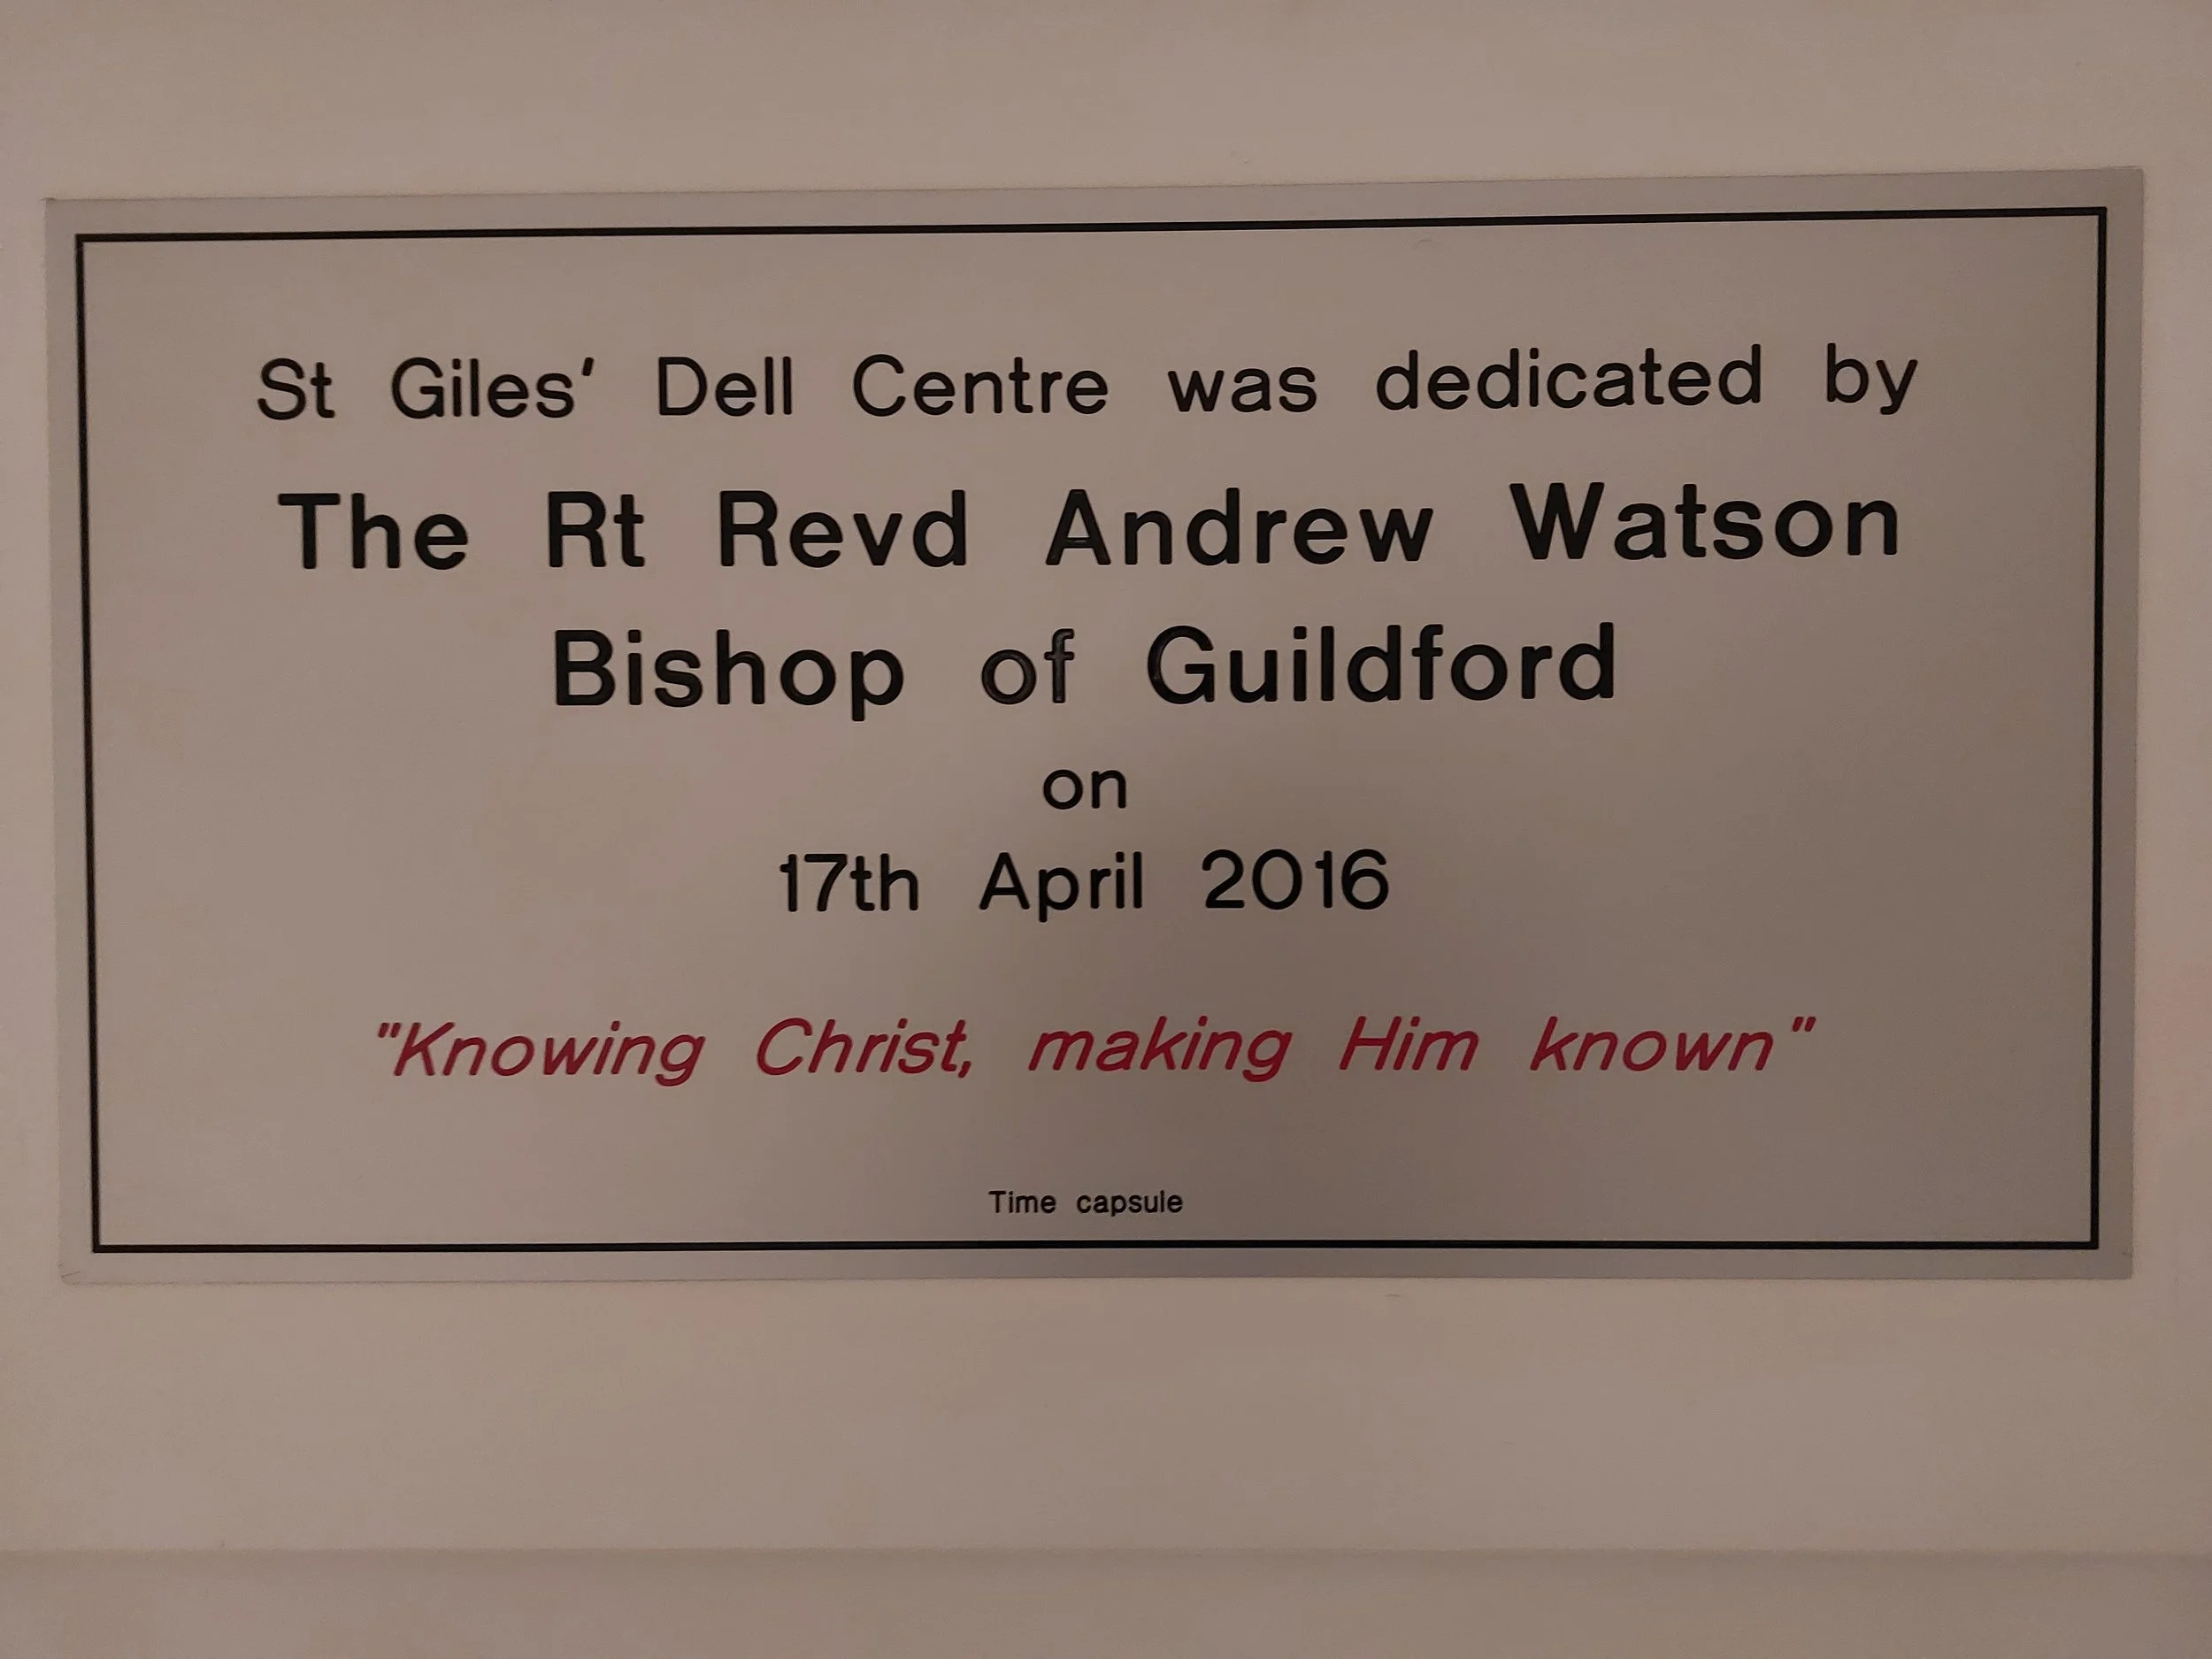 St Giles' Dell Centre was dedicated by
The Rt Revd Andrew Watson
Bishop of Guildford
on
17th April 2016
"Knowing Christ, making Him known"
Time capsule